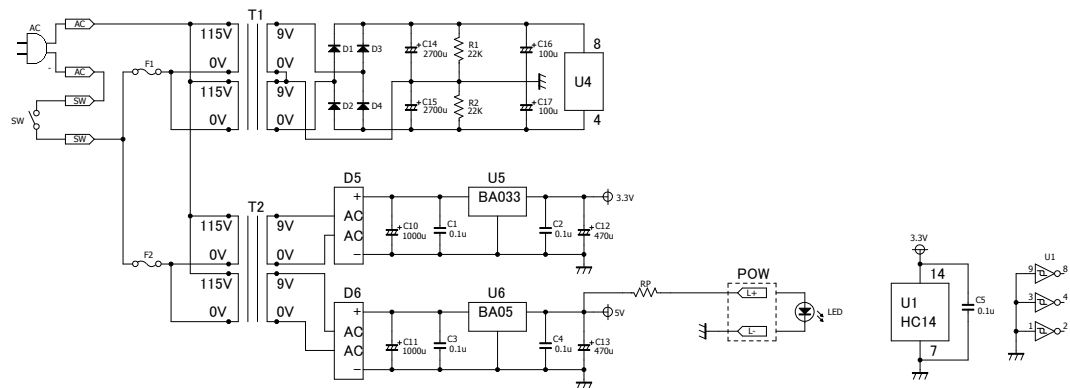 AC
AC
-
AC
SW
SW
SW
F1
T1
115V
0V
115V
0V
9V
0V
9V
0V
D1
D3
D2
D4
+
C14
2700u
R1
22K
+
C16
100u
+
C15
2700u
R2
22K
+
C17
100u
8
U4
4
F2
T2
115V
0V
115V
0V
9V
0V
9V
0V
D5
+
AC
AC
-
+
C10
1000u
C1
0.1u
U5
BA033
C2
0.1u
+
C12
470u
3.3V
D6
+
AC
AC
-
+
C11
1000u
C3
0.1u
U6
BA05
C4
0.1u
+
C13
470u
5V
RP
POW
L+
L-
LED
3.3V
14
U1
HC14
7
C5
0.1u
U1
9
8
3
4
1
2